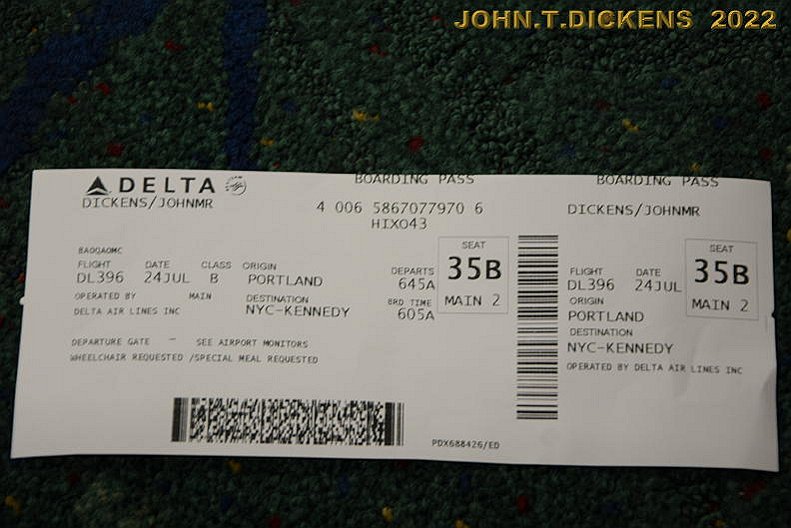 JOHN.T.DICKENS 2022
DELTA
BOARDING PASS
DICKENS/JOHNMR
4 006 5867077970 6
HIXO43
BAOQAOMC
FLIGHT DATE CLASS ORIGIN
DL396 24JUL B PORTLAND
DEPARTS
645A
OPERATED BY MAIN DESTINATION
DELTA AIR LINES INC NYC-KENNEDY
BRD TIME
605A
SEAT
35B
MAIN 2
DEPARTURE GATE – SEE AIRPORT MONITORS
WHEELCHAIR REQUESTED /SPECIAL MEAL REQUESTED
PDX688426/ED
BOARDING PASS
DICKENS/JOHNMR
FLIGHT DATE
DL396 24JUL
SEAT
35B
MAIN 2
ORIGIN
PORTLAND
DESTINATION
NYC-KENNEDY
OPERATED BY DELTA AIR LINES INC